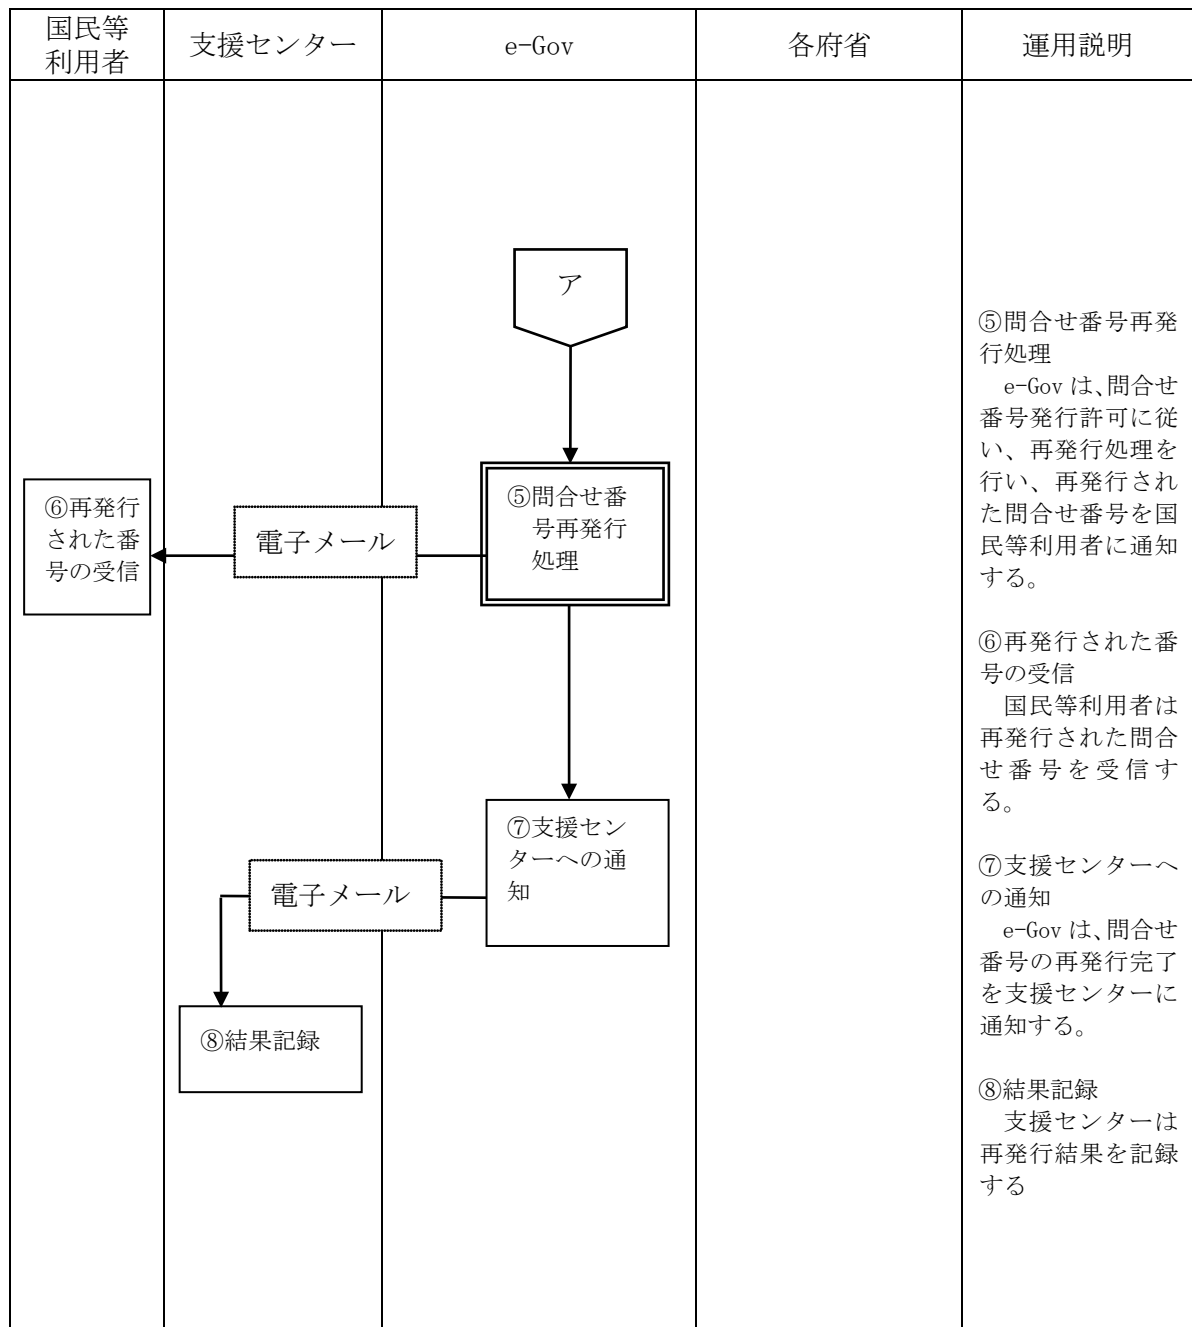 国民等
利用者
支援センター
e-Gov
各府省
運用説明
ア
⑤問合せ番
号再発行
処理
電子メール
⑥再発行
された番
号の受信
⑦支援セン
ターへの通
知
電子メール
⑧結果記録
⑤問合せ番号再発
行処理
e-Gov は、問合せ
番号発行許可に従
い、再発行処理を
行い、再発行され
た問合せ番号を国
民等利用者に通知
する。
⑥再発行された番
号の受信
国民等利用者は
再発行された問合
せ番号を受信す
る。
⑦支援センターへ
の通知
e-Gov は、問合せ
番号の再発行完了
を支援センターに
通知する。
⑧結果記録
支援センターは
再発行結果を記録
する